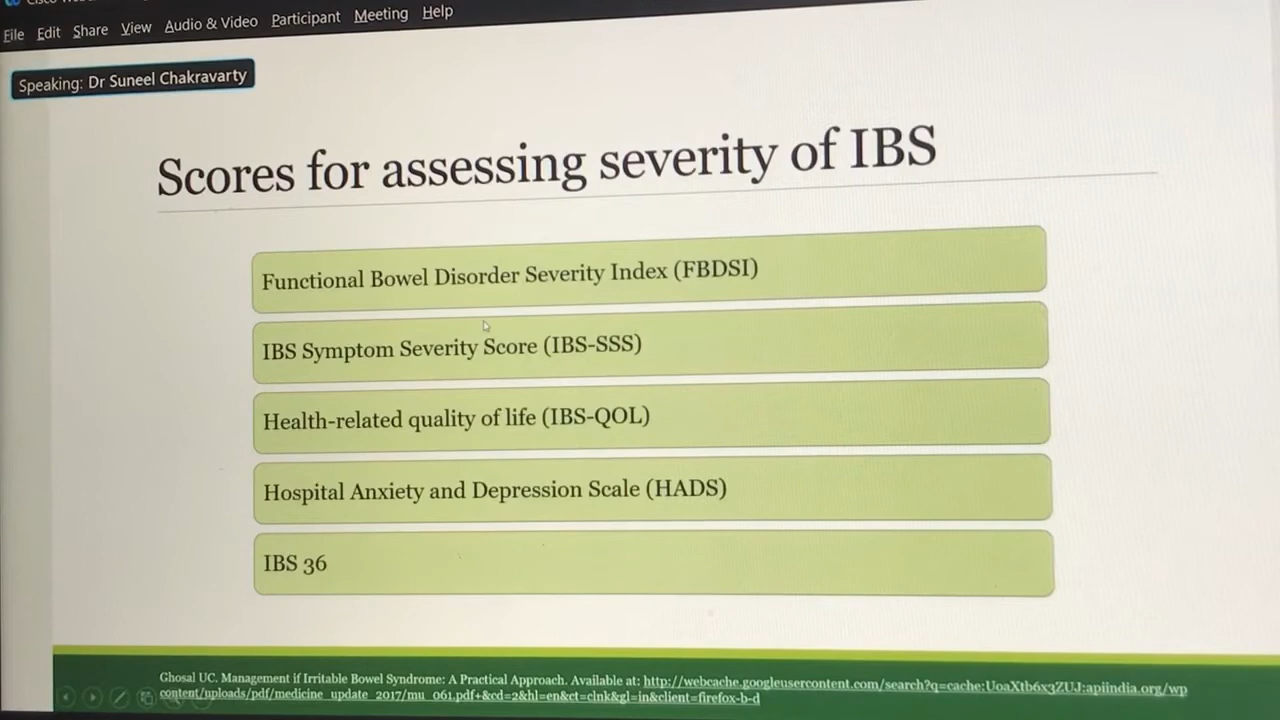 File Edit Share View Audio & Video Participant Meeting Help
Speaking: Dr Suneel Chakravarty
Scores for assessing severity of IBS
Functional Bowel Disorder Severity Index (FBDSI)
IBS Symptom Severity Score (IBS-SSS)
Health-related quality of life (IBS-QOL)
Hospital Anxiety and Depression Scale (HADS)
IBS 36
Ghosal UC. Management if Irritable Bowel Syndrome: A Practical Approach. Available at: http://webcache.googleusercontent.com/search?q=cache:UoaXtb6x3ZUJ:apiindia.org/wp
content/uploads/pdf/medicine_update_2017/mu_061.pdf+&cd=2&hl=en&ct=clnk&gl=in&client=firefox-b-d